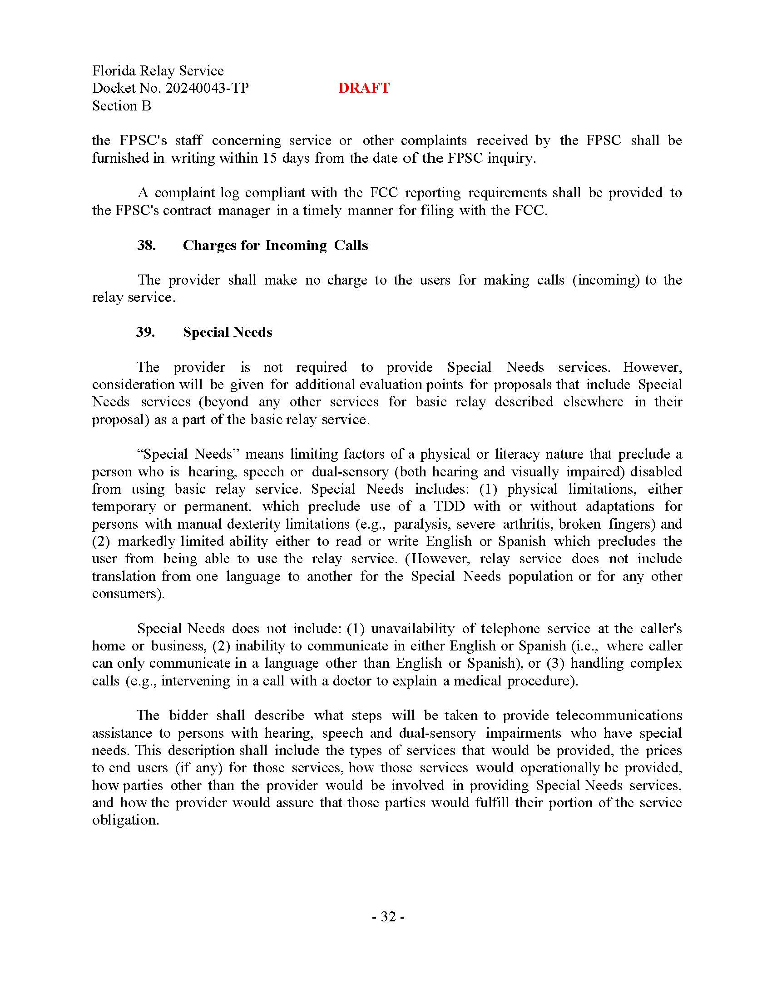 Florida Relay Service
Docket No. 20240043-TP DRAFT
Section B
the FPSC's staff concerning service or other complaints received by the FPSC shall be
furnished in writing within 15 days from the date of the FPSC inquiry.
A complaint log compliant with the FCC reporting requirements shall be provided to
the FPSC's contract manager in a timely manner for filing with the FCC.
38. Charges for Incoming Calls
The provider shall make no charge to the users for making calls (incoming) to the
relay service.
39. Special Needs
The provider is not required to provide Special Needs services. However,
consideration will be given for additional evaluation points for proposals that include Special
Needs services (beyond any other services for basic relay described elsewhere in their
proposal) as a part of the basic relay service.
“Special Needs” means limiting factors of a physical or literacy nature that preclude a
person who is hearing, speech or dual-sensory (both hearing and visually impaired) disabled
from using basic relay service. Special Needs includes: (1) physical limitations, either
temporary or permanent, which preclude use of a TDD with or without adaptations for
persons with manual dexterity limitations (e.g., paralysis, severe arthritis, broken fingers) and
(2) markedly limited ability either to read or write English or Spanish which precludes the
user from being able to use the relay service. (However, relay service does not include
translation from one language to another for the Special Needs population or for any other
consumers).
Special Needs does not include: (1) unavailability of telephone service at the caller's
home or business, (2) inability to communicate in either English or Spanish (i.e., where caller
can only communicate in a language other than English or Spanish), or (3) handling complex
calls (e.g., intervening in a call with a doctor to explain a medical procedure).
The bidder shall describe what steps will be taken to provide telecommunications
assistance to persons with hearing, speech and dual-sensory impairments who have special
needs. This description shall include the types of services that would be provided, the prices
to end users (if any) for those services, how those services would operationally be provided,
how parties other than the provider would be involved in providing Special Needs services,
and how the provider would assure that those parties would fulfill their portion of the service
obligation.
- 32 -